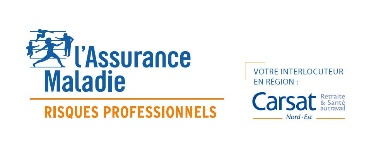 l'Assurance
Maladie
RISQUES PROFESSIONNELS
VOTRE INTERLOCUTEUR
EN RÉGION :
Carsat Retraite
& Santé
au travail
Nord-Est